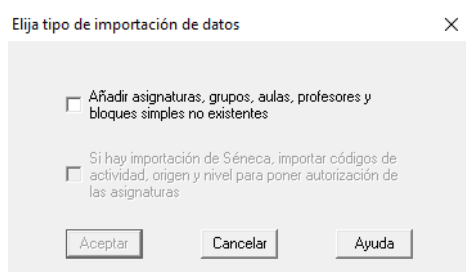 Elija tipo de importación de datos
Añadir asignaturas, grupos, aulas, profesores y
bloques simples no existentes
Si hay importación de Séneca, importar códigos de
actividad, origen y nivel para poner autorización de
las asignaturas
Aceptar
Cancelar
Ayuda